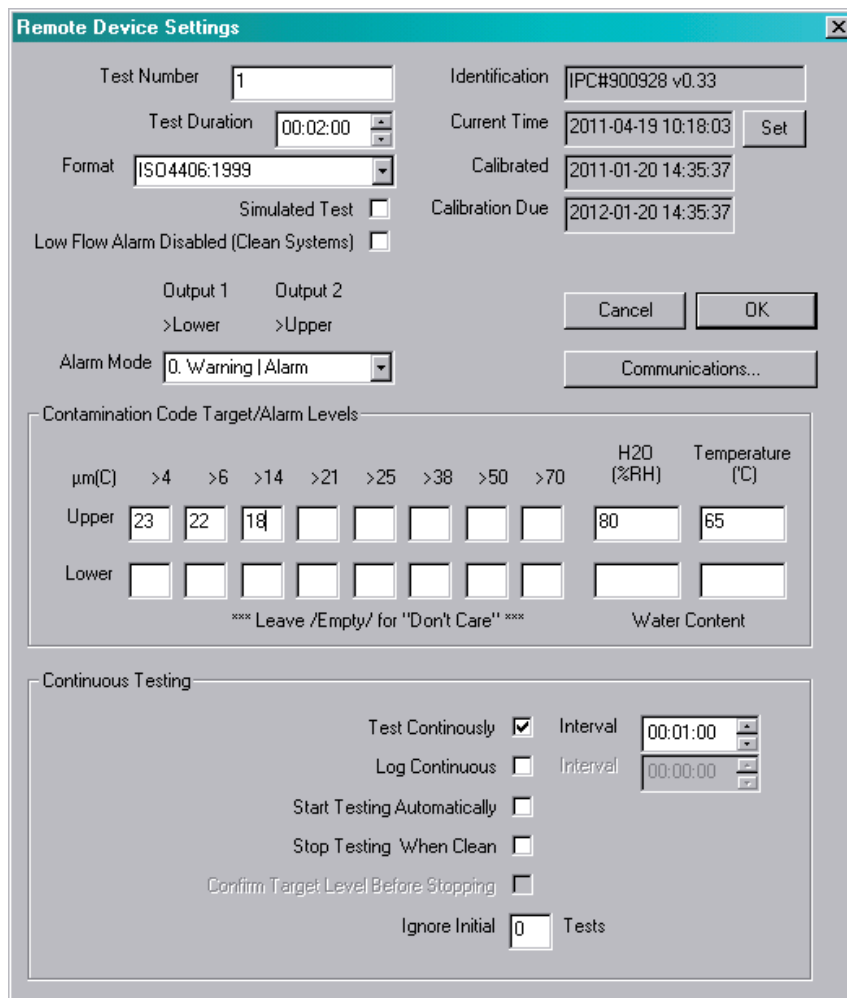 Remote Device Settings
Test Number 1 Identification IPC#900928 v0.33
Test Duration 00:02:00 Current Time 2011-04-19 10:18:03 Set
Format ISO4406:1999 Calibrated 2011-01-20 14:35:37
Simulated Test Calibration Due 2012-01-20 14:35:37
Low Flow Alarm Disabled (Clean Systems)
Output 1 Output 2
>Lower >Upper
Cancel OK
Alarm Mode 0. Warning | Alarm Communications...
Contamination Code Target/Alarm Levels
H2O Temperature
µm(C) >4 >6 >14 >21 >25 >38 >50 >70 (%RH) ('C)
Upper 23 22 18 80 65
Lower
*** Leave /Empty/ for "Don't Care" *** Water Content
Continuous Testing
Test Continously Interval 00:01:00
Log Continuous Interval 00:00:00
Start Testing Automatically
Stop Testing When Clean
Confirm Target Level Before Stopping
Ignore Initial 0 Tests